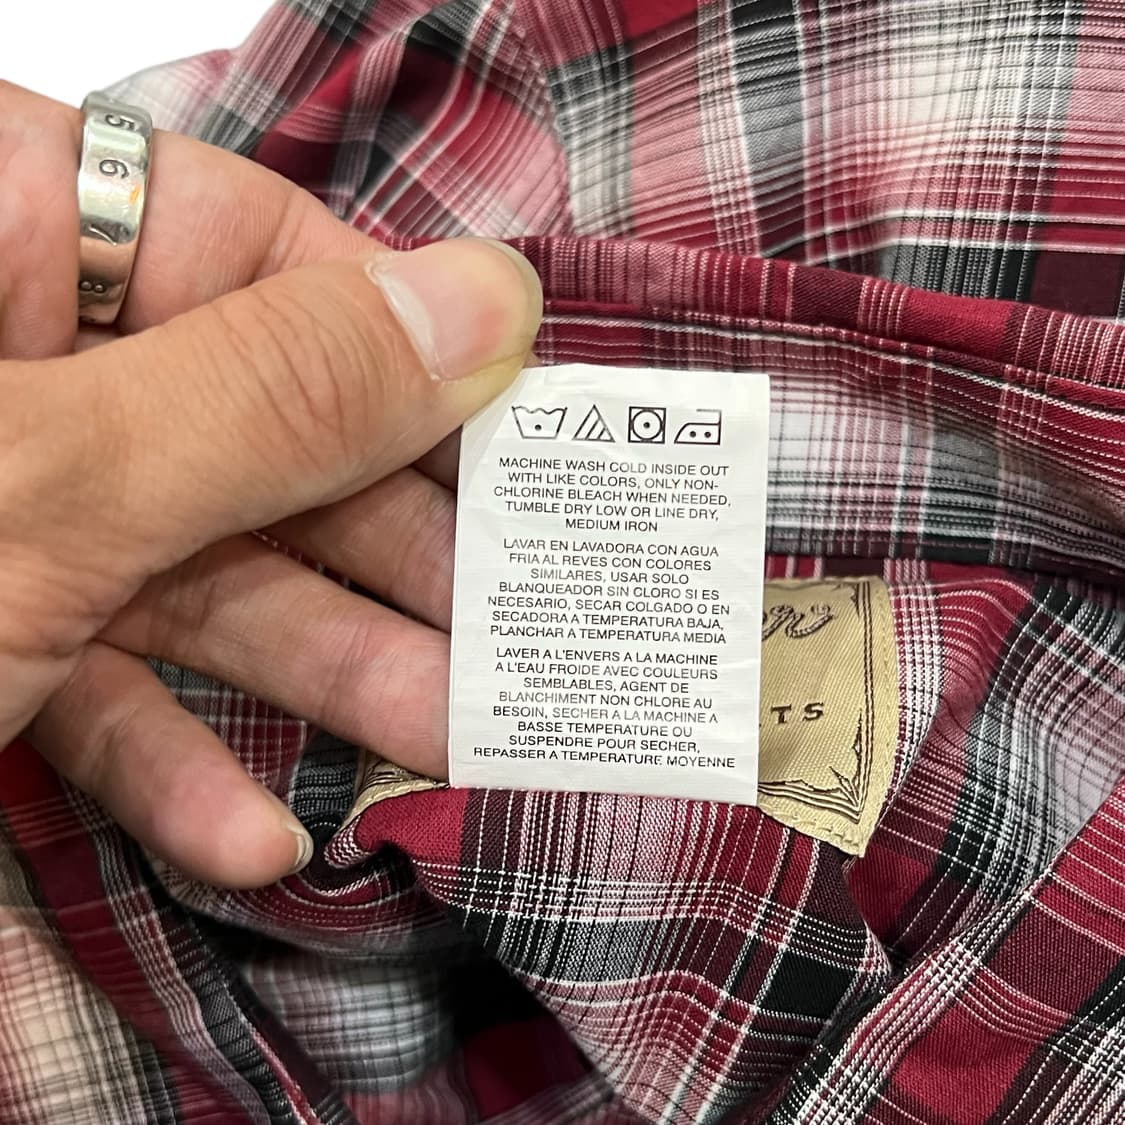 5
6
7
8
MACHINE WASH COLD INSIDE OUT
WITH LIKE COLORS, ONLY NON-
CHLORINE BLEACH WHEN NEEDED,
TUMBLE DRY LOW OR LINE DRY,
MEDIUM IRON
LAVAR EN LAVADORA CON AGUA
FRIA AL REVES CON COLORES
SIMILARES, USAR SOLO
BLANQUEADOR SIN CLORO SI ES
NECESARIO, SECAR COLGADO O EN
SECADORA A TEMPERATURA BAJA,
PLANCHAR A TEMPERATURA MEDIA
LAVER A L'ENVERS A LA MACHINE
A L'EAU FROIDE AVEC COULEURS
SEMBLABLES, AGENT DE
BLANCHIMENT NON CHLORE AU
BESOIN, SECHER A LA MACHINE A
BASSE TEMPERATURE OU
SUSPENDRE POUR SECHER,
REPASSER A TEMPERATURE MOYENNE